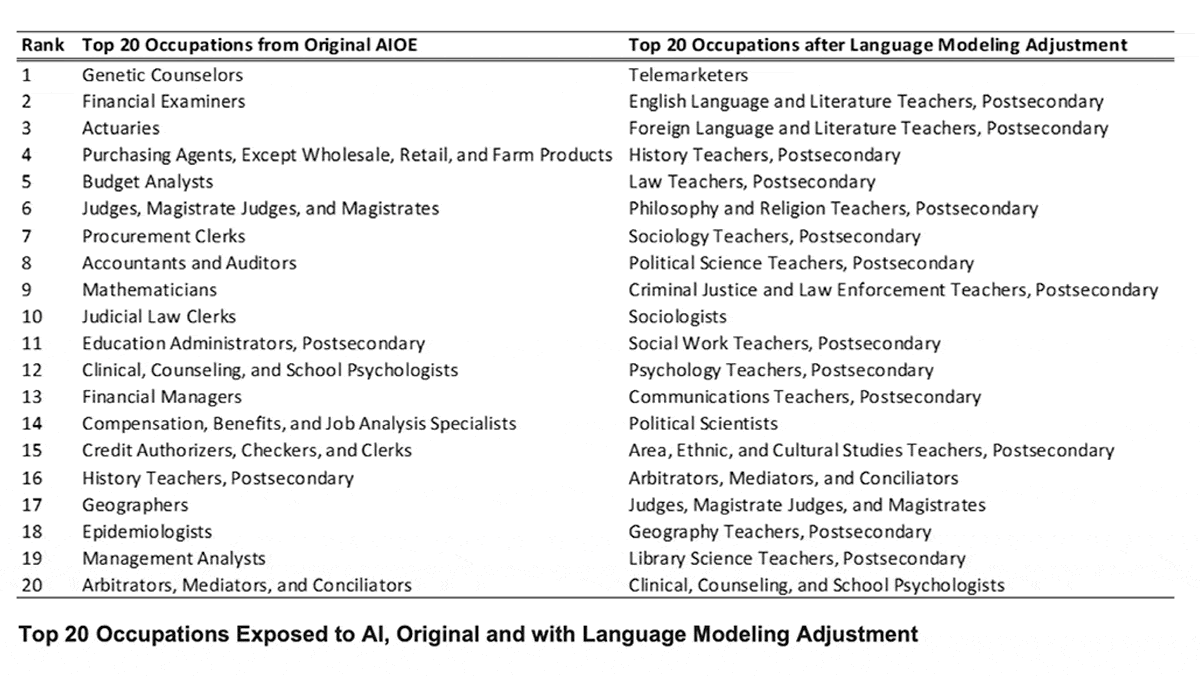 Rank Top 20 Occupations from Original AIOE Top 20 Occupations after Language Modeling Adjustment
1 Genetic Counselors Telemarketers
2 Financial Examiners English Language and Literature Teachers, Postsecondary
3 Actuaries Foreign Language and Literature Teachers, Postsecondary
4 Purchasing Agents, Except Wholesale, Retail, and Farm Products History Teachers, Postsecondary
5 Budget Analysts Law Teachers, Postsecondary
6 Judges, Magistrate Judges, and Magistrates Philosophy and Religion Teachers, Postsecondary
7 Procurement Clerks Sociology Teachers, Postsecondary
8 Accountants and Auditors Political Science Teachers, Postsecondary
9 Mathematicians Criminal Justice and Law Enforcement Teachers, Postsecondary
10 Judicial Law Clerks Sociologists
11 Education Administrators, Postsecondary Social Work Teachers, Postsecondary
12 Clinical, Counseling, and School Psychologists Psychology Teachers, Postsecondary
13 Financial Managers Communications Teachers, Postsecondary
14 Compensation, Benefits, and Job Analysis Specialists Political Scientists
15 Credit Authorizers, Checkers, and Clerks Area, Ethnic, and Cultural Studies Teachers, Postsecondary
16 History Teachers, Postsecondary Arbitrators, Mediators, and Conciliators
17 Geographers Judges, Magistrate Judges, and Magistrates
18 Epidemiologists Geography Teachers, Postsecondary
19 Management Analysts Library Science Teachers, Postsecondary
20 Arbitrators, Mediators, and Conciliators Clinical, Counseling, and School Psychologists
Top 20 Occupations Exposed to AI, Original and with Language Modeling Adjustment